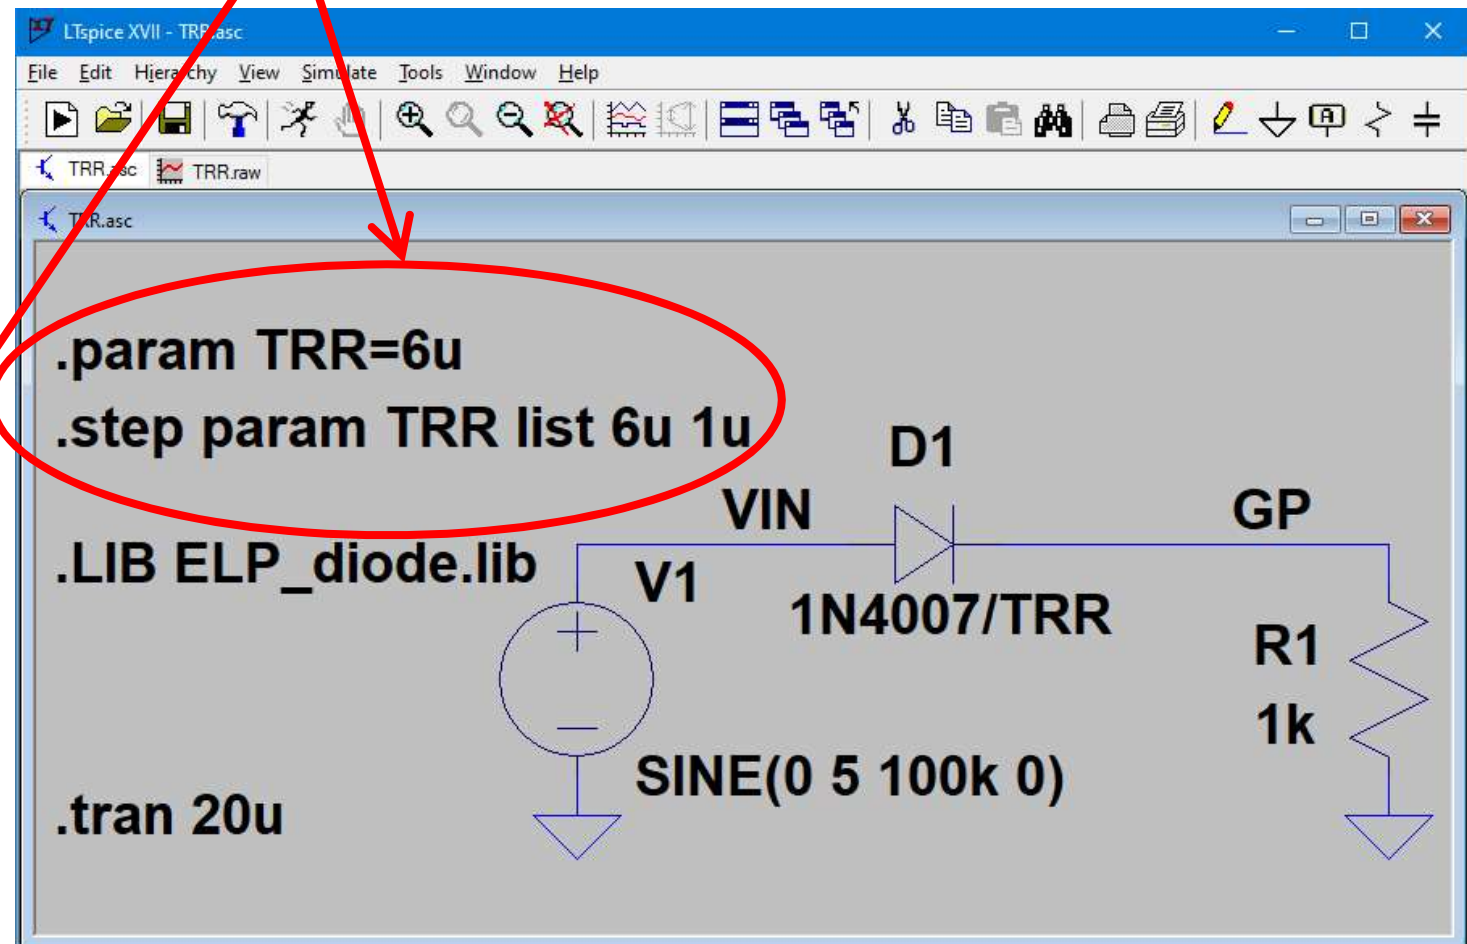 LTspice XVII - TRR.asc
File Edit Hierarchy View Simulate Tools Window Help
TRR.asc TRR.raw
TRR.asc
.param TRR=6u
.step param TRR list 6u 1u
D1
VIN
GP
.LIB ELP_diode.lib
V1
1N4007/TRR
R1
1k
SINE(0 5 100k 0)
.tran 20u